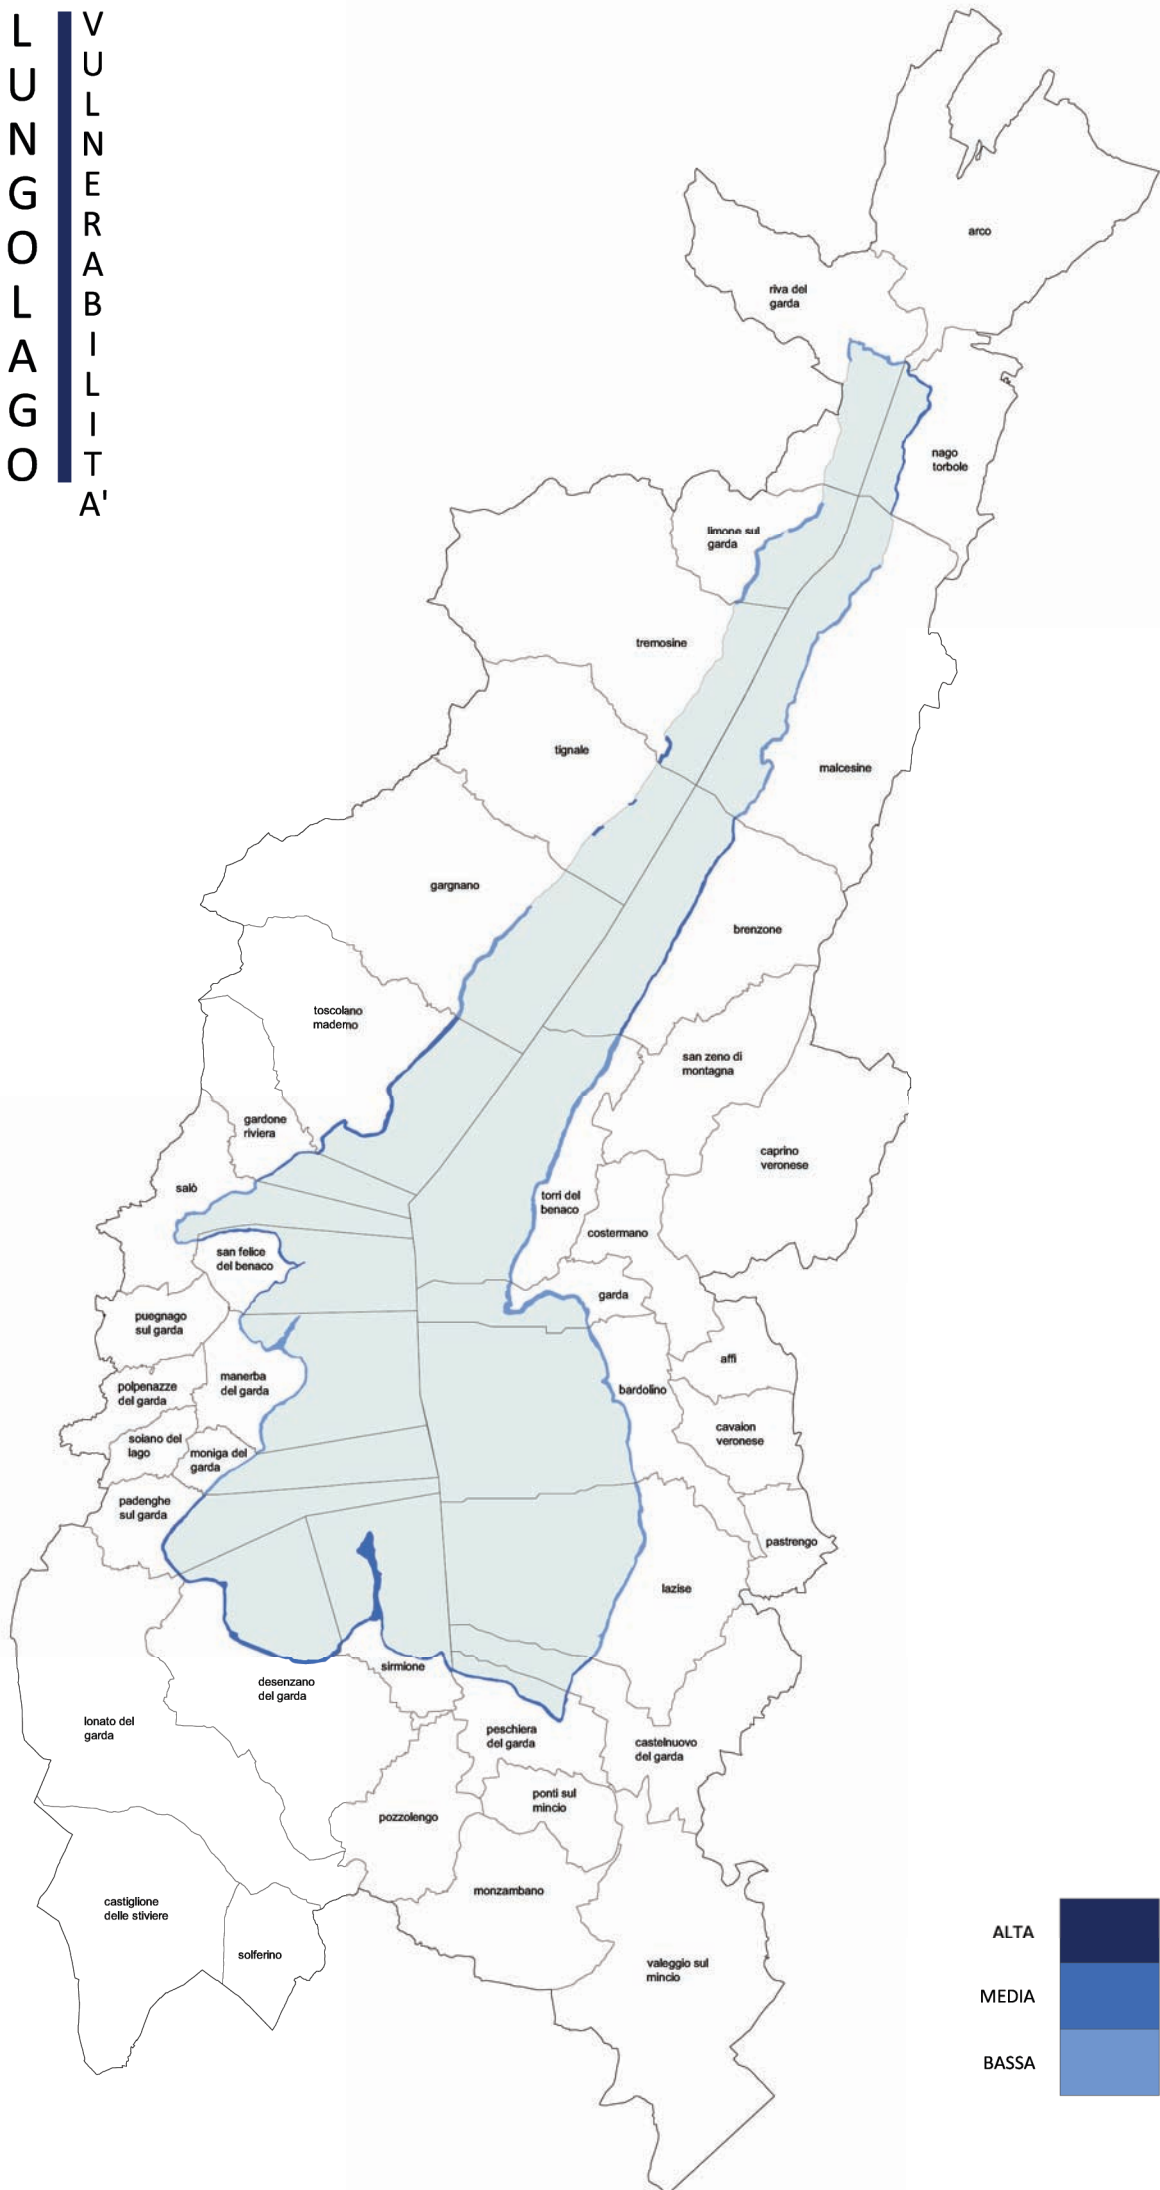 LUNGOLAGO
VULNERABILITA'
arco
riva del
garda
nago
torbole
limone sul
garda
tremosine
tignale
malcesine
gargnano
brenzone
toscolano
maderno
san zeno di
montagna
gardone
riviera
caprino
veronese
salò
torri del
benaco
costermano
san felice
del benaco
garda
puegnago
sul garda
affi
manerba
del garda
polpenazze
del garda
bardolino
cavaion
veronese
soiano del
lago
moniga del
garda
padenghe
sul garda
pastrengo
lazise
sirmione
desenzano
del garda
lonato del
garda
peschiera
del garda
castelnuovo
del garda
ponti sul
mincio
pozzolengo
monzambano
castiglione
delle stiviere
solferino
valeggio sul
mincio
ALTA
MEDIA
BASSA